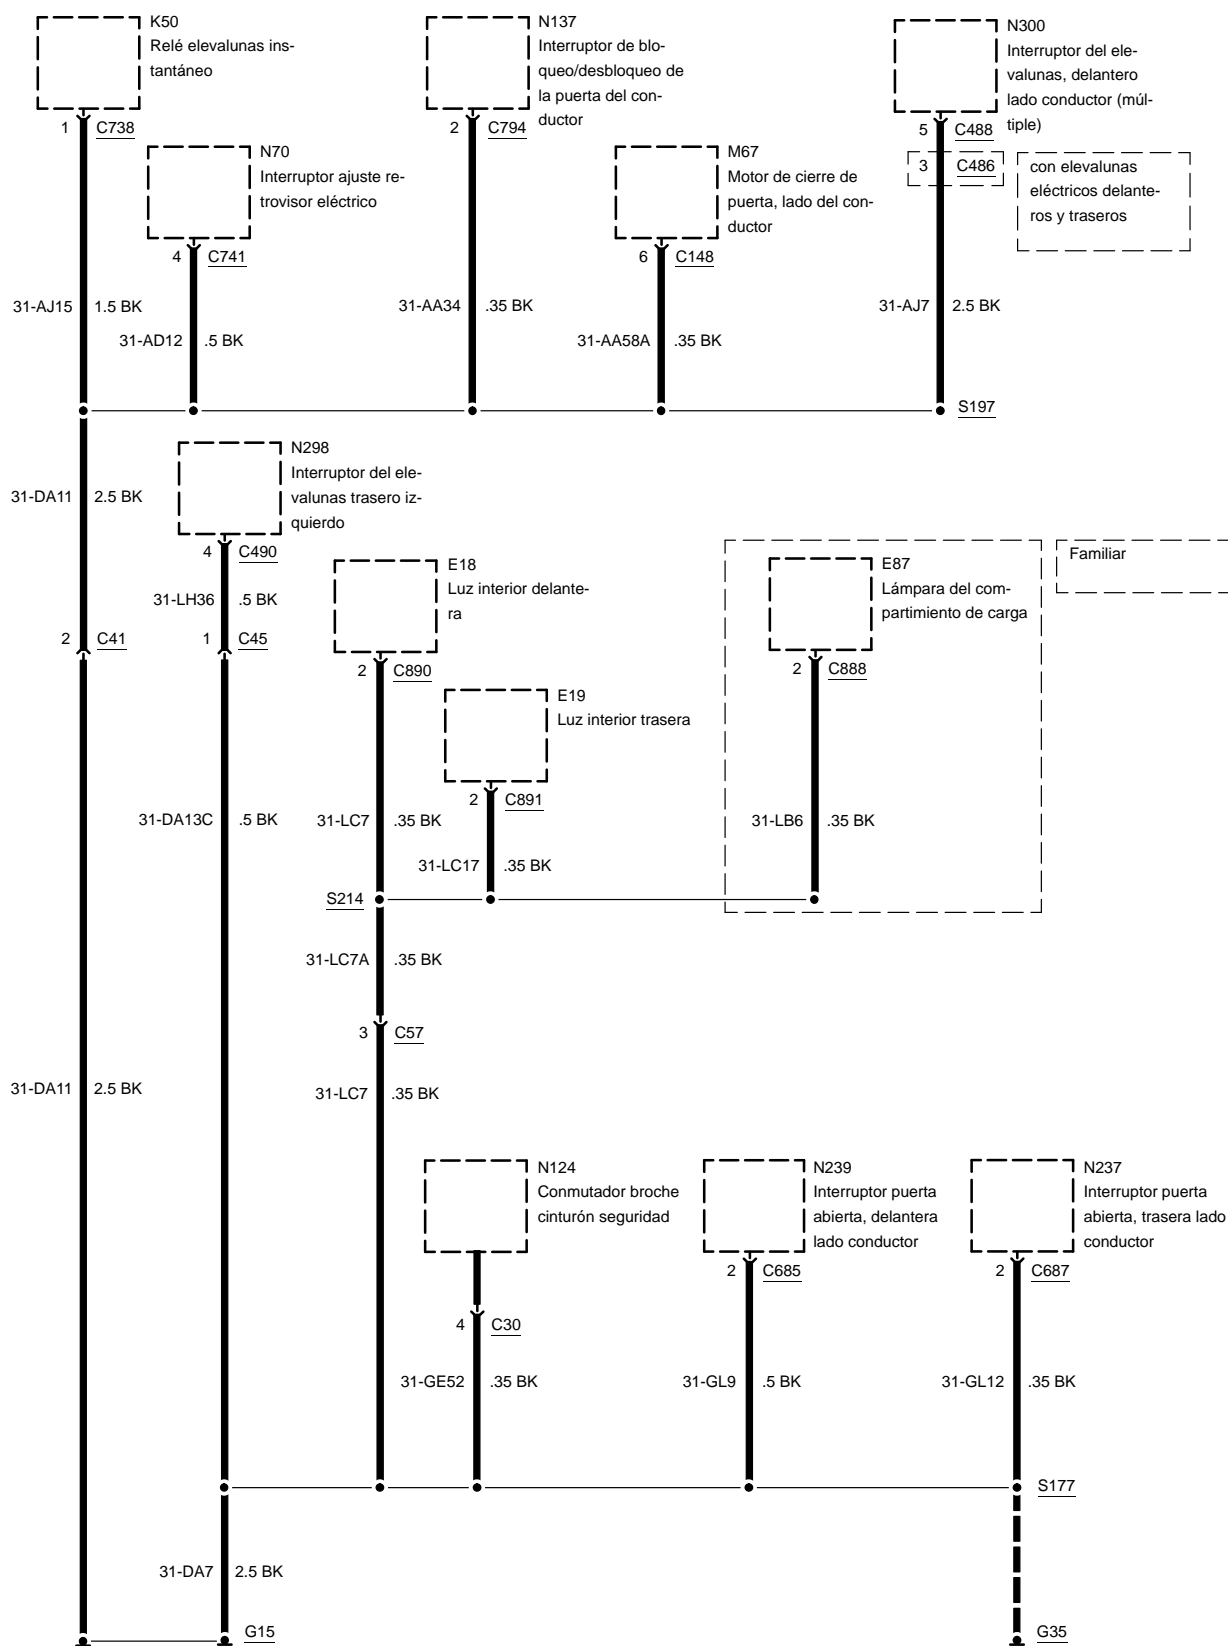 K50
Relé elevalunas ins-
tantáneo
1 C738
N137
Interruptor de blo-
queo/desbloqueo de
la puerta del con-
ductor
2 C794
N300
Interruptor del ele-
valunas, delantero
lado conductor (múl-
tiple)
5 C488
3 C486
con elevalunas
eléctricos delante-
ros y traseros
N70
Interruptor ajuste re-
trovisor eléctrico
4 C741
M67
Motor de cierre de
puerta, lado del con-
ductor
6 C148
31-AJ15 1.5 BK
31-AA34 .35 BK
31-AJ7 2.5 BK
31-AD12 .5 BK
31-AA58A .35 BK
S197
N298
Interruptor del ele-
valunas trasero iz-
quierdo
4 C490
31-DA11 2.5 BK
31-LH36 .5 BK
2 C41
1 C45
E18
Luz interior delante-
ra
2 C890
E87
Lámpara del com-
partimiento de carga
2 C888
Familiar
E19
Luz interior trasera
2 C891
31-DA13C .5 BK
31-LC7 .35 BK
31-LB6 .35 BK
31-LC17 .35 BK
S214
31-LC7A .35 BK
3 C57
31-DA11 2.5 BK
31-LC7 .35 BK
N124
Conmutador broche
cinturón seguridad
4 C30
N239
Interruptor puerta
abierta, delantera
lado conductor
2 C685
N237
Interruptor puerta
abierta, trasera lado
conductor
2 C687
31-GE52 .35 BK
31-GL9 .5 BK
31-GL12 .35 BK
S177
31-DA7 2.5 BK
G15
G35